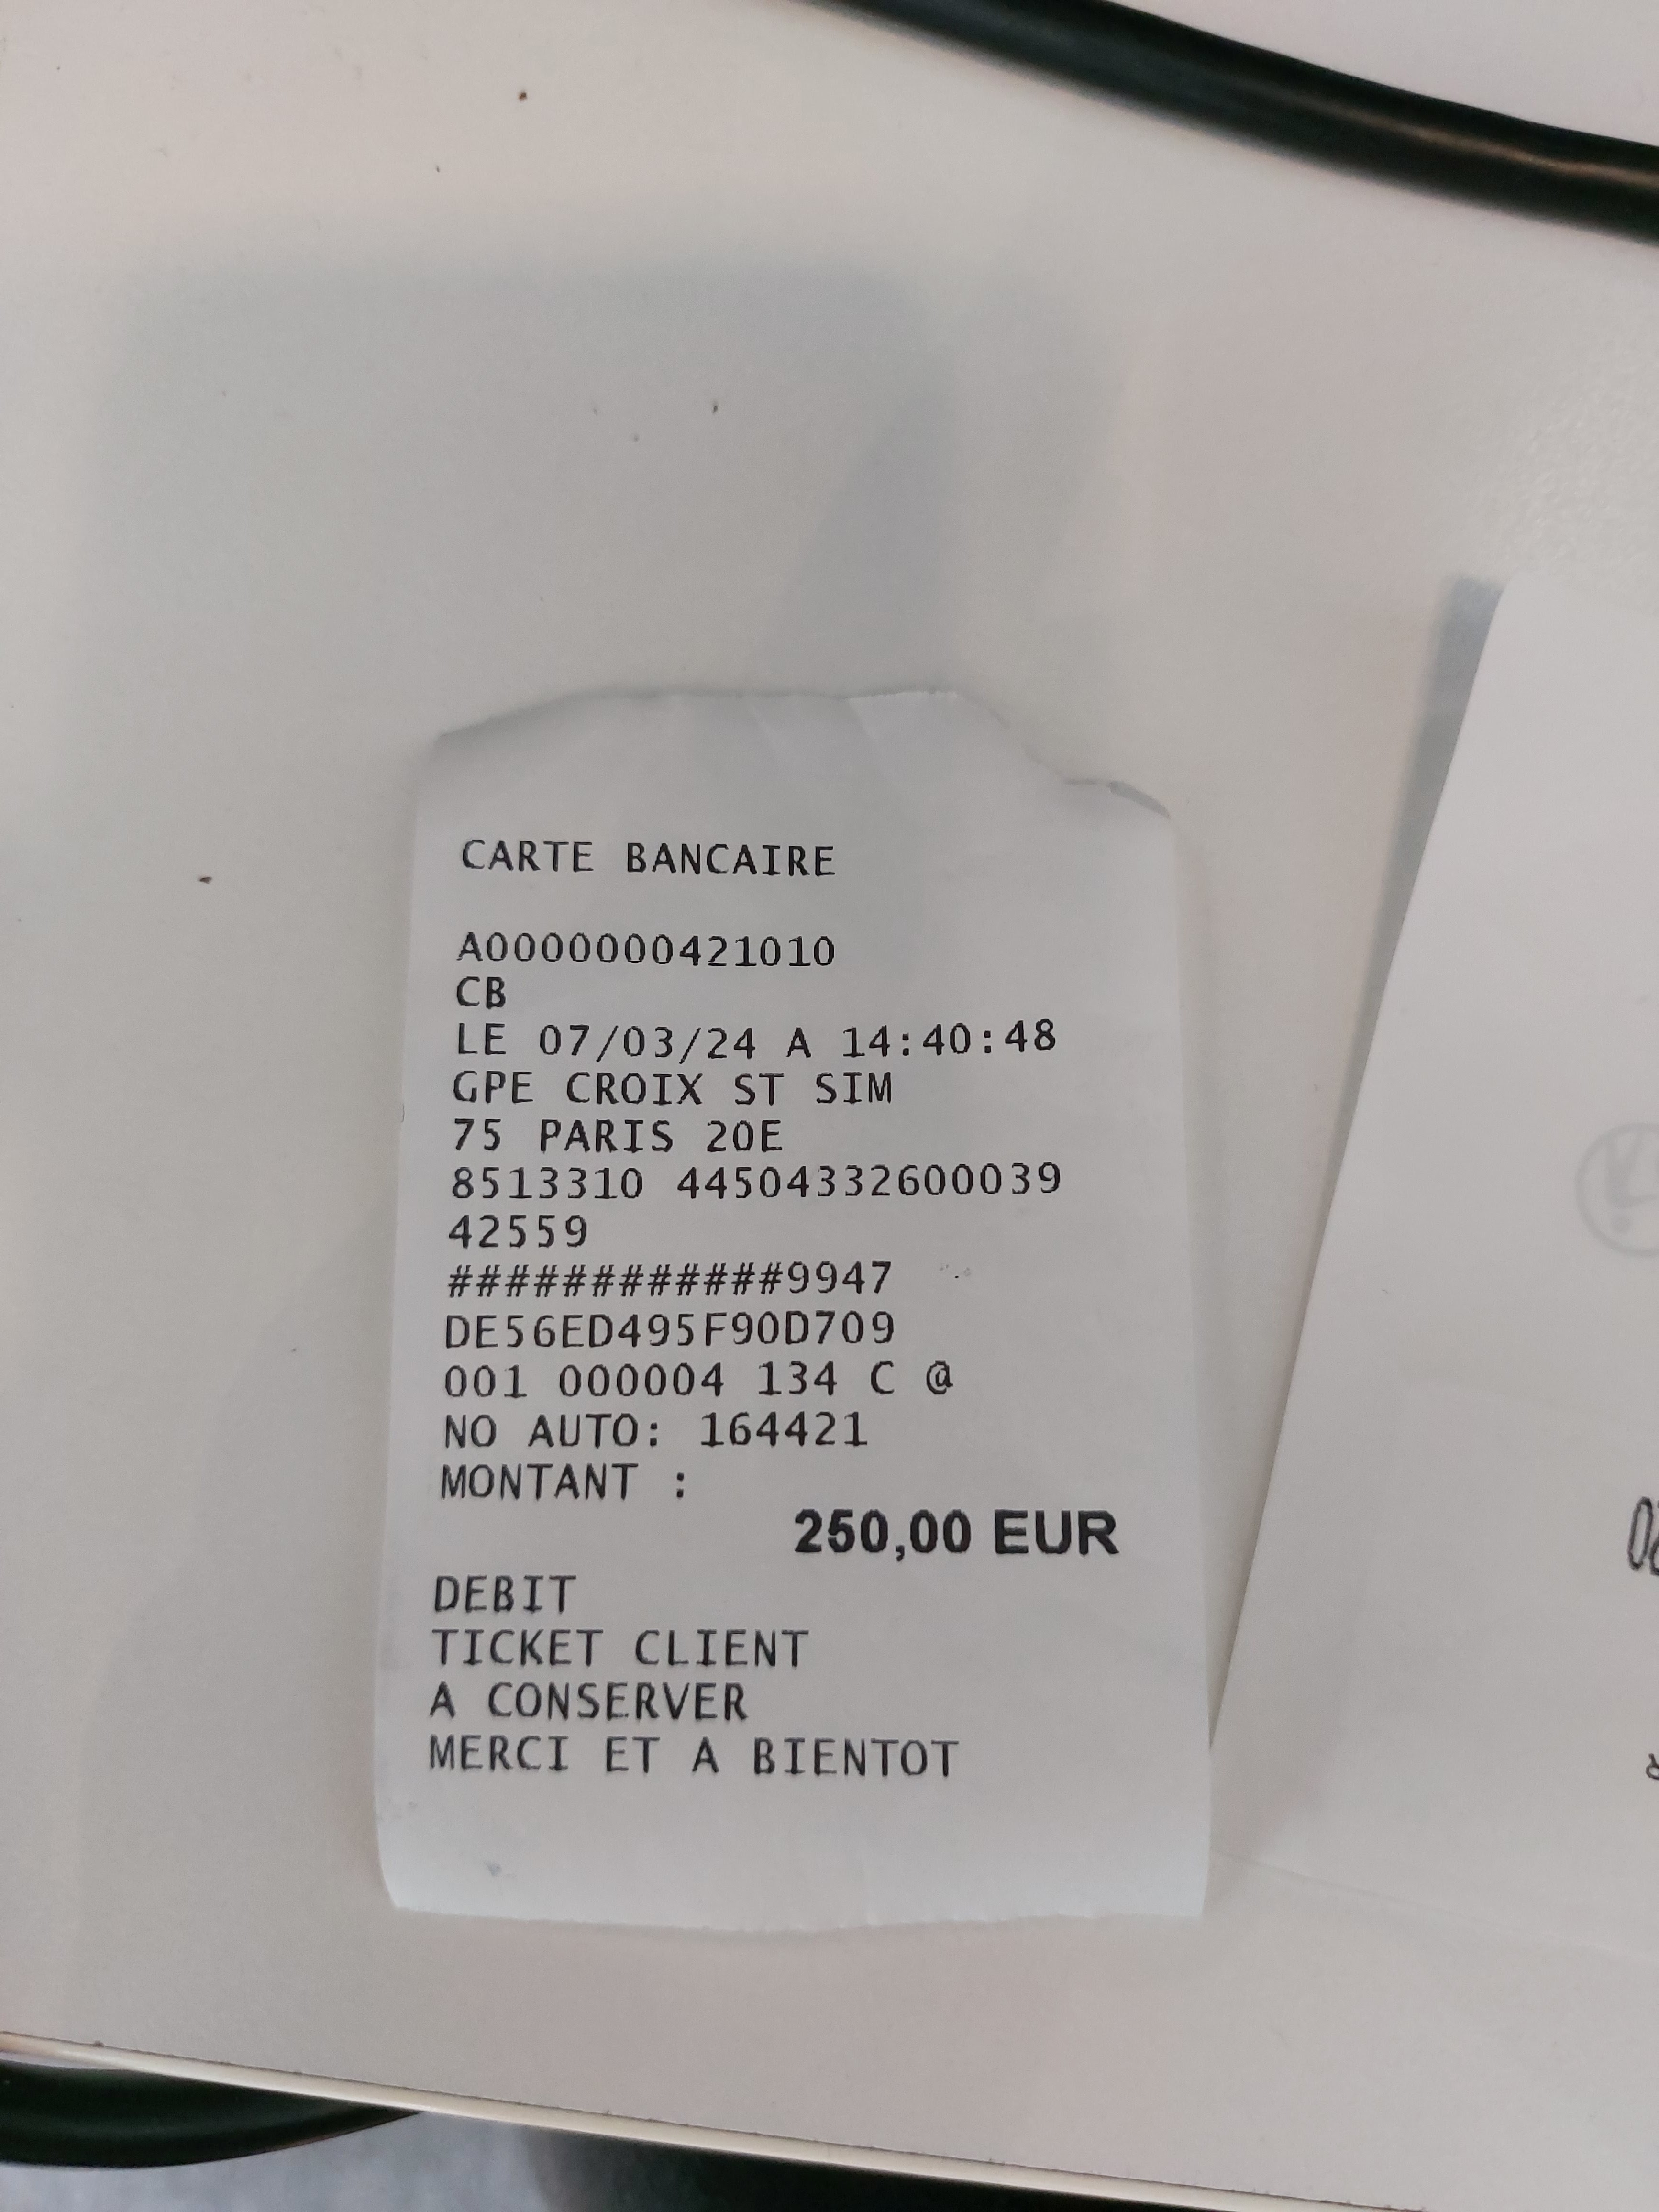 CARTE BANCAIRE
A0000000421010
CB
LE 07/03/24 A 14:40:48
GPE CROIX ST SIM
75 PARIS 20E
8513310 44504332600039
42559
############9947
DE56ED495F90D709
001 000004 134 C @
NO AUTO: 164421
MONTANT :
250,00 EUR
DEBIT
TICKET CLIENT
A CONSERVER
MERCI ET A BIENTOT